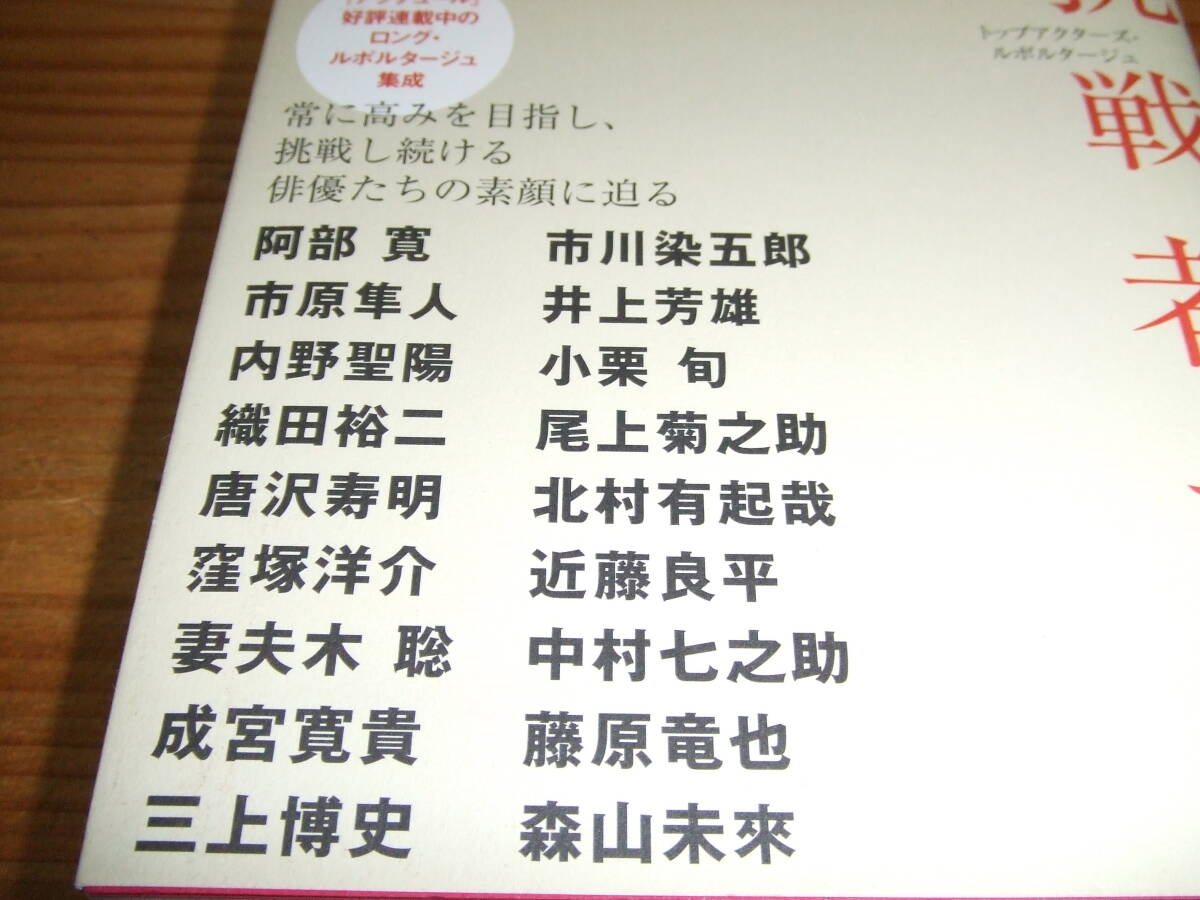 好評連載中の
ロング・
ルポルタージュ
集成
トップアクターズ・
ルポルタージュ
戦
常に高みを目指し、
挑戦し続ける
俳優たちの素顔に迫る
阿部 寛 市川染五郎
市原隼人 井上芳雄
内野聖陽 小栗 旬
織田裕二 尾上菊之助
唐沢寿明 北村有起哉
窪塚洋介 近藤良平
妻夫木 聡 中村七之助
成宮寛貴 藤原竜也
三上博史 森山未來